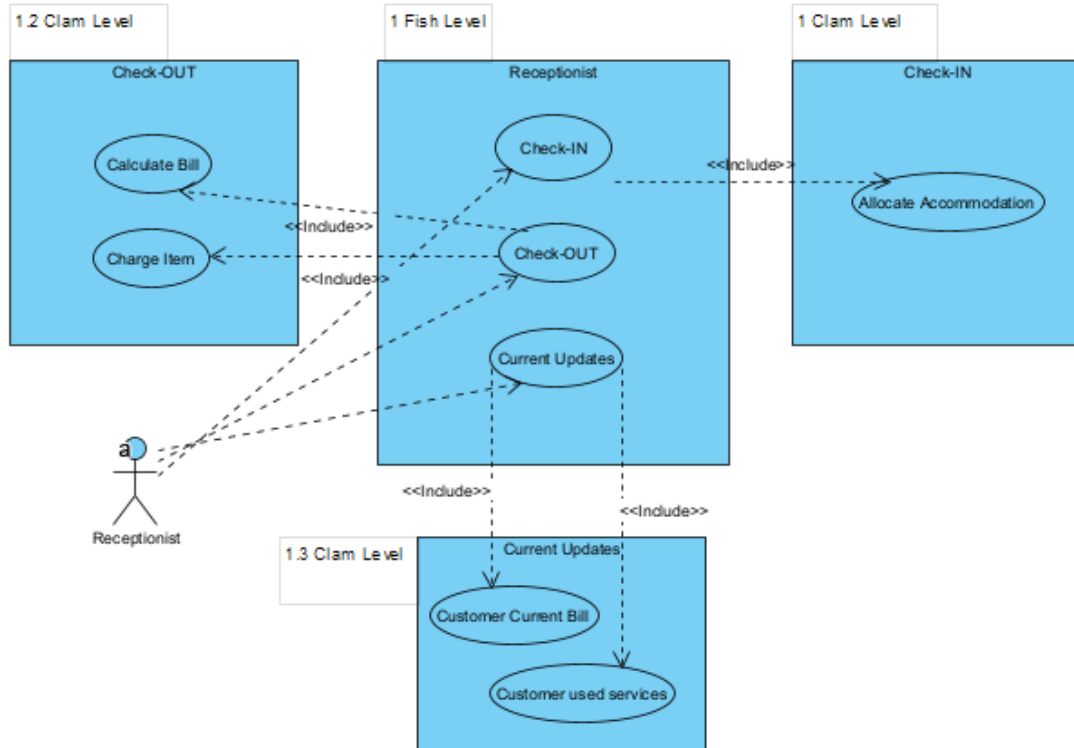 1.2 Clam Level
1 Fish Level
1 Clam Level
Check-OUT
Receptionist
Check-IN
Calculate Bill
Check-IN
<<Include>>
Allocate Accommodation
<<Include>>
Charge Item
Check-OUT
<<Include>>
Current Updates
a
<<Include>>
<<Include>>
Receptionist
1.3 Clam Level
Current Updates
Customer Current Bill
Customer used services